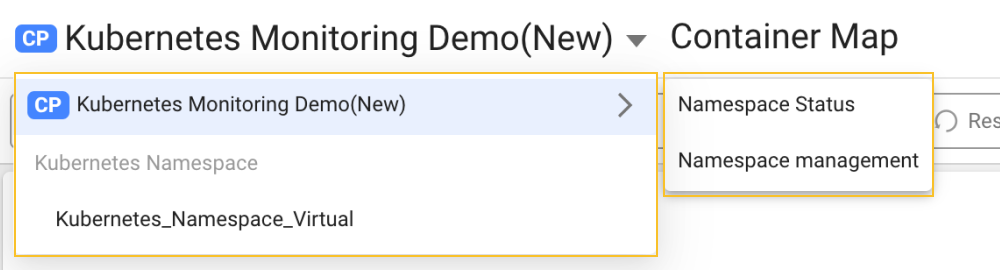 CP Kubernetes Monitoring Demo(New) Container Map
CP Kubernetes Monitoring Demo(New)
Kubernetes Namespace
Kubernetes_Namespace_Virtual
Namespace Status
Namespace management
Res